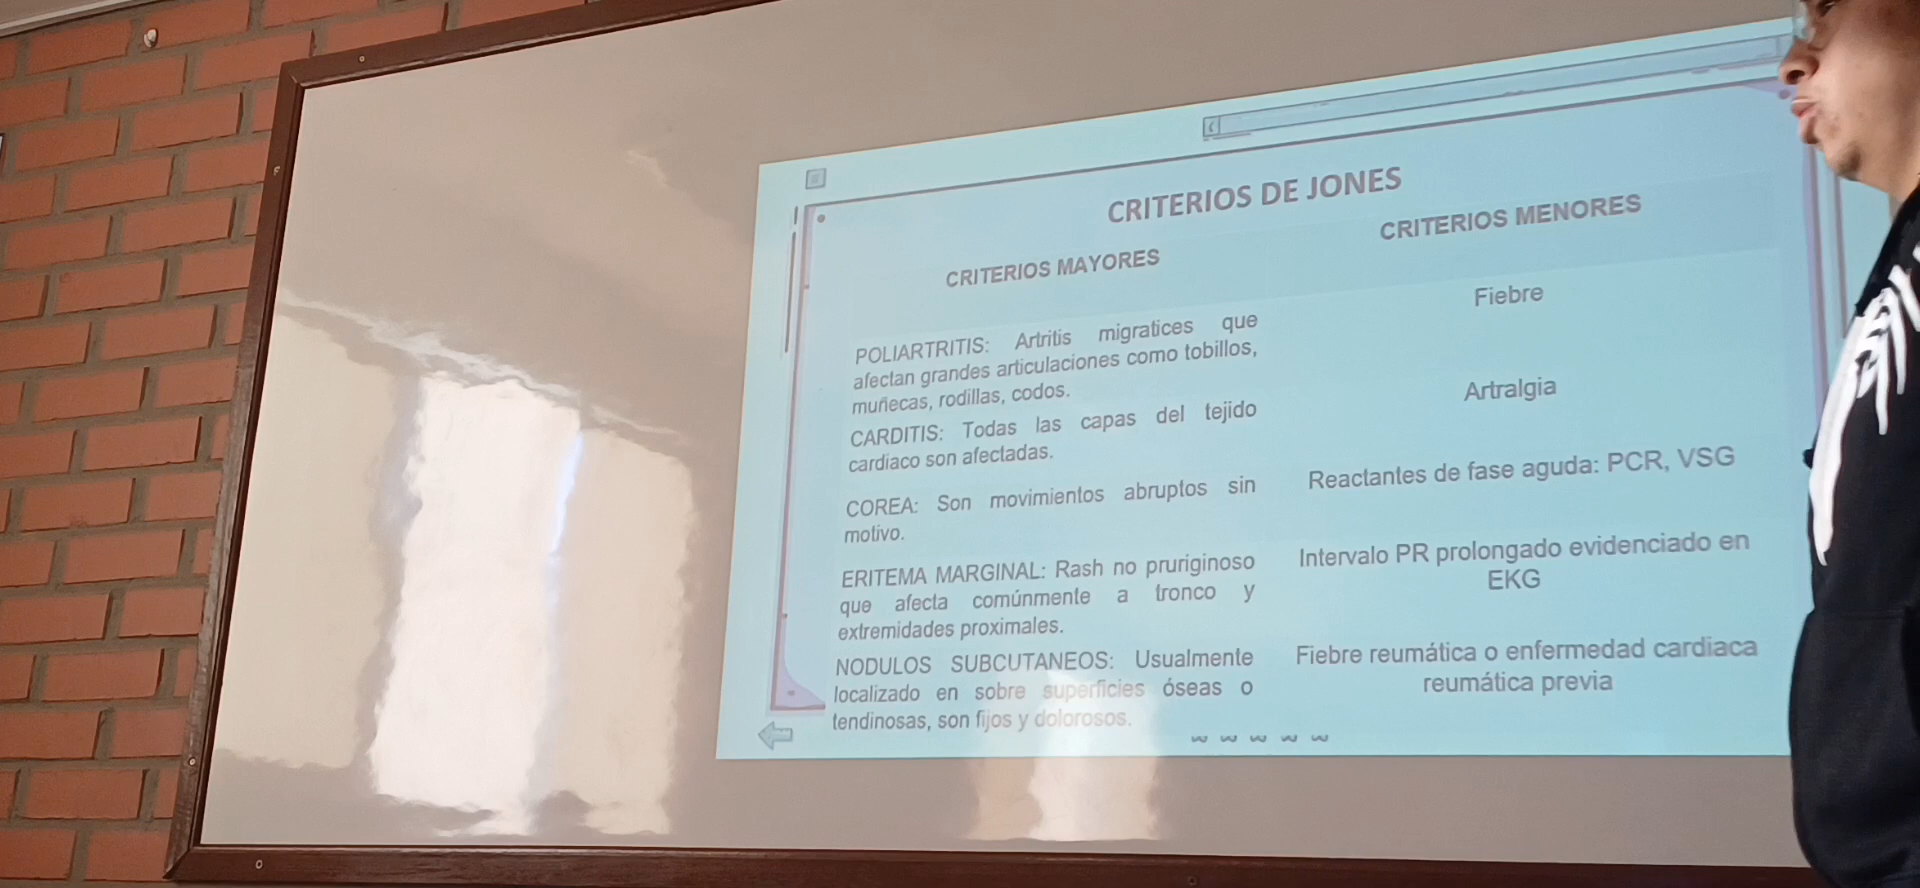 CRITERIOS DE JONES
CRITERIOS MAYORES
POLIARTRITIS: Artritis migratices que
afectan grandes articulaciones como tobillos,
muñecas, rodillas, codos.
CARDITIS: Todas las capas del tejido
cardiaco son afectadas.
COREA: Son movimientos abruptos sin
motivo.
ERITEMA MARGINAL: Rash no pruriginoso
que afecta comúnmente a tronco y
extremidades proximales.
NODULOS SUBCUTANEOS: Usualmente
localizado en sobre superficies óseas o
tendinosas, son fijos y dolorosos.
CRITERIOS MENORES
Fiebre
Artralgia
Reactantes de fase aguda: PCR, VSG
Intervalo PR prolongado evidenciado en
EKG
Fiebre reumática o enfermedad cardiaca
reumática previa